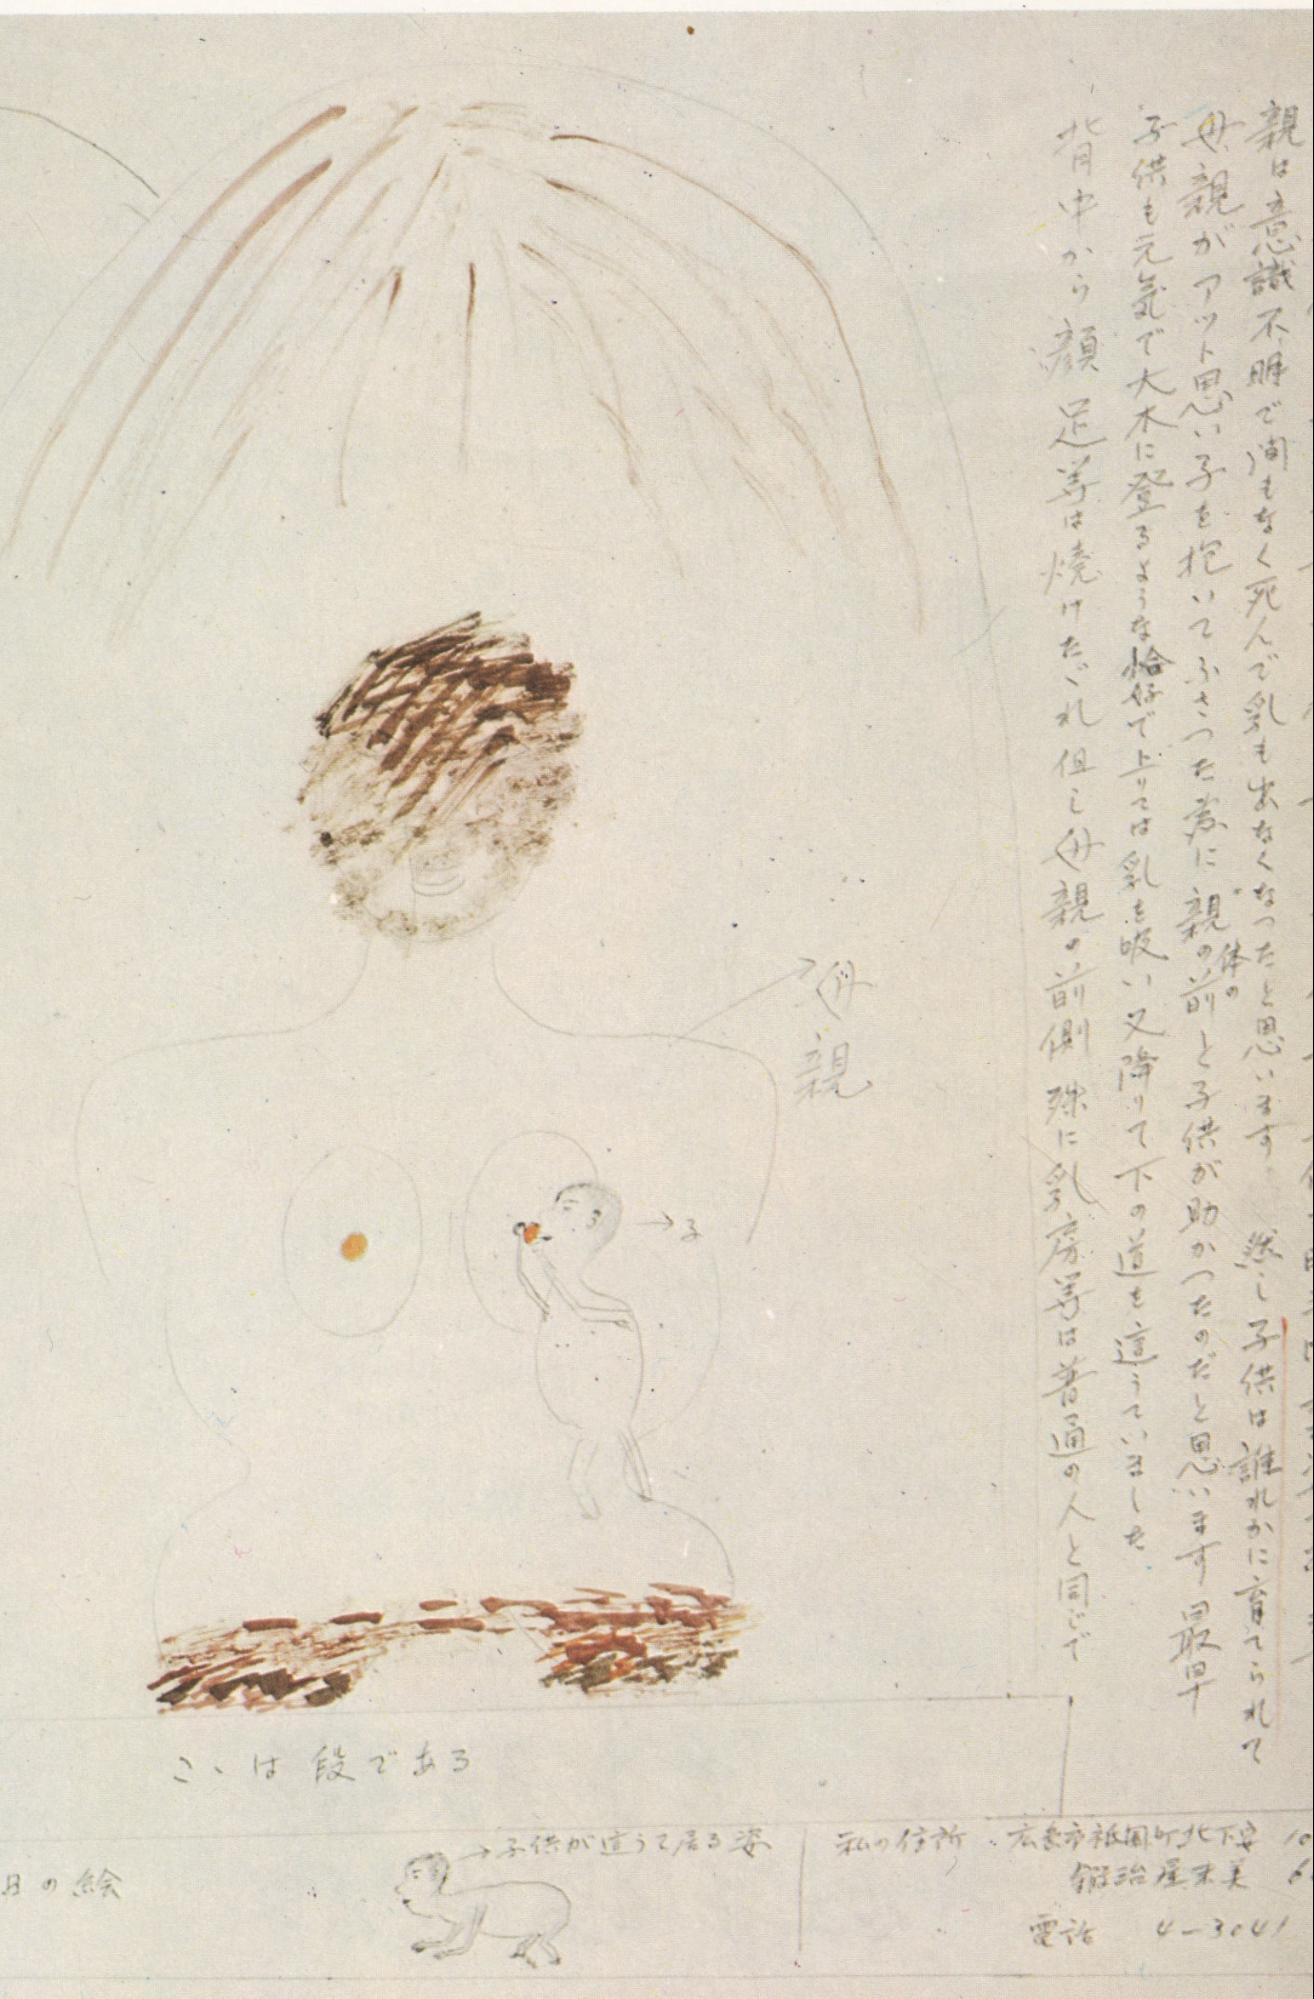 親は意識不明で間もなく死んで乳も出なくなつたと思います 然し子供は誰れかに育てられて
母親がアット思い子を抱いてふさつた為に親の体の前と子供が助かつたのだと思います 最早
子供も元気で大木に登るような恰好で上りては乳を吸い又降りて下の道を這うていました
背中から顔 足等は焼けたゞれ但し母親の前側 殊に乳房等は普通の人と同じで
→母親
→子
こゝは段である
日の絵
→子供が這うて居る姿
私の住所 広島市祇園町北下安
鍛治屋末美
電話 4-3041